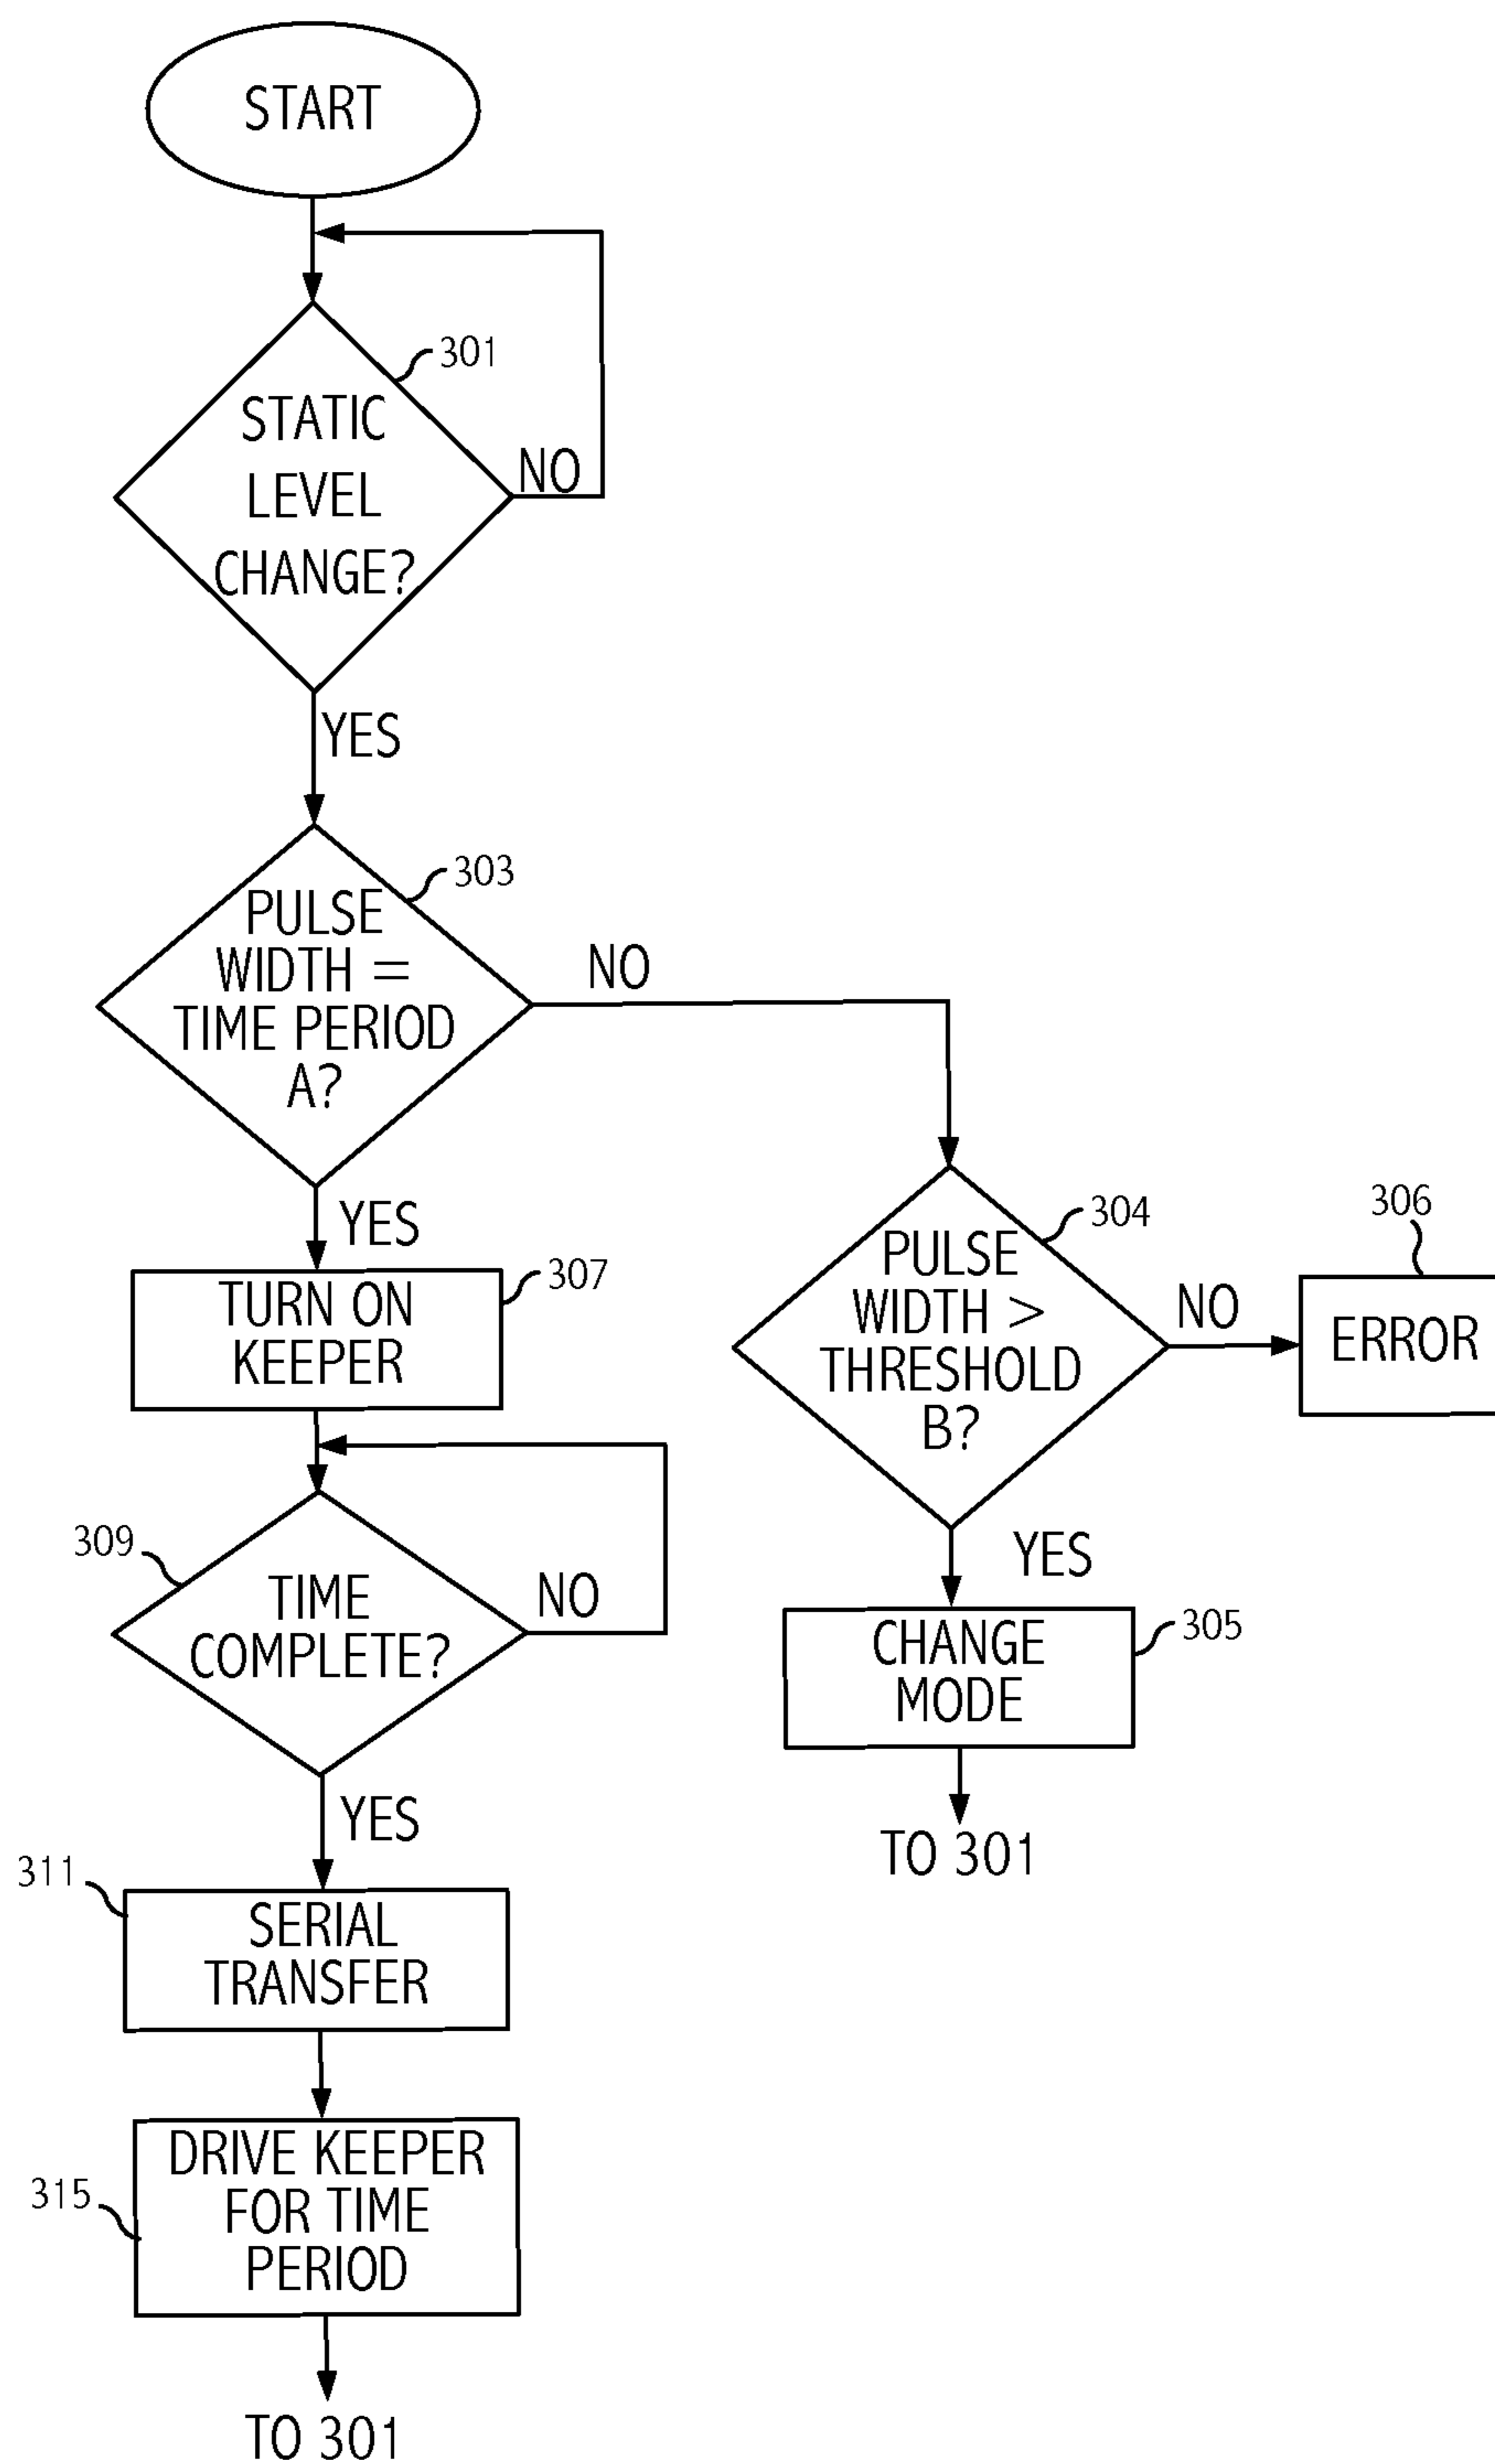 START
301
STATIC
LEVEL
CHANGE?
NO
YES
303
PULSE
WIDTH =
TIME PERIOD
A?
NO
YES
304
PULSE
WIDTH >
THRESHOLD
B?
NO
306
ERROR
307
TURN ON
KEEPER
309
TIME
COMPLETE?
NO
YES
305
CHANGE
MODE
TO 301
YES
311
SERIAL
TRANSFER
315
DRIVE KEEPER
FOR TIME
PERIOD
TO 301